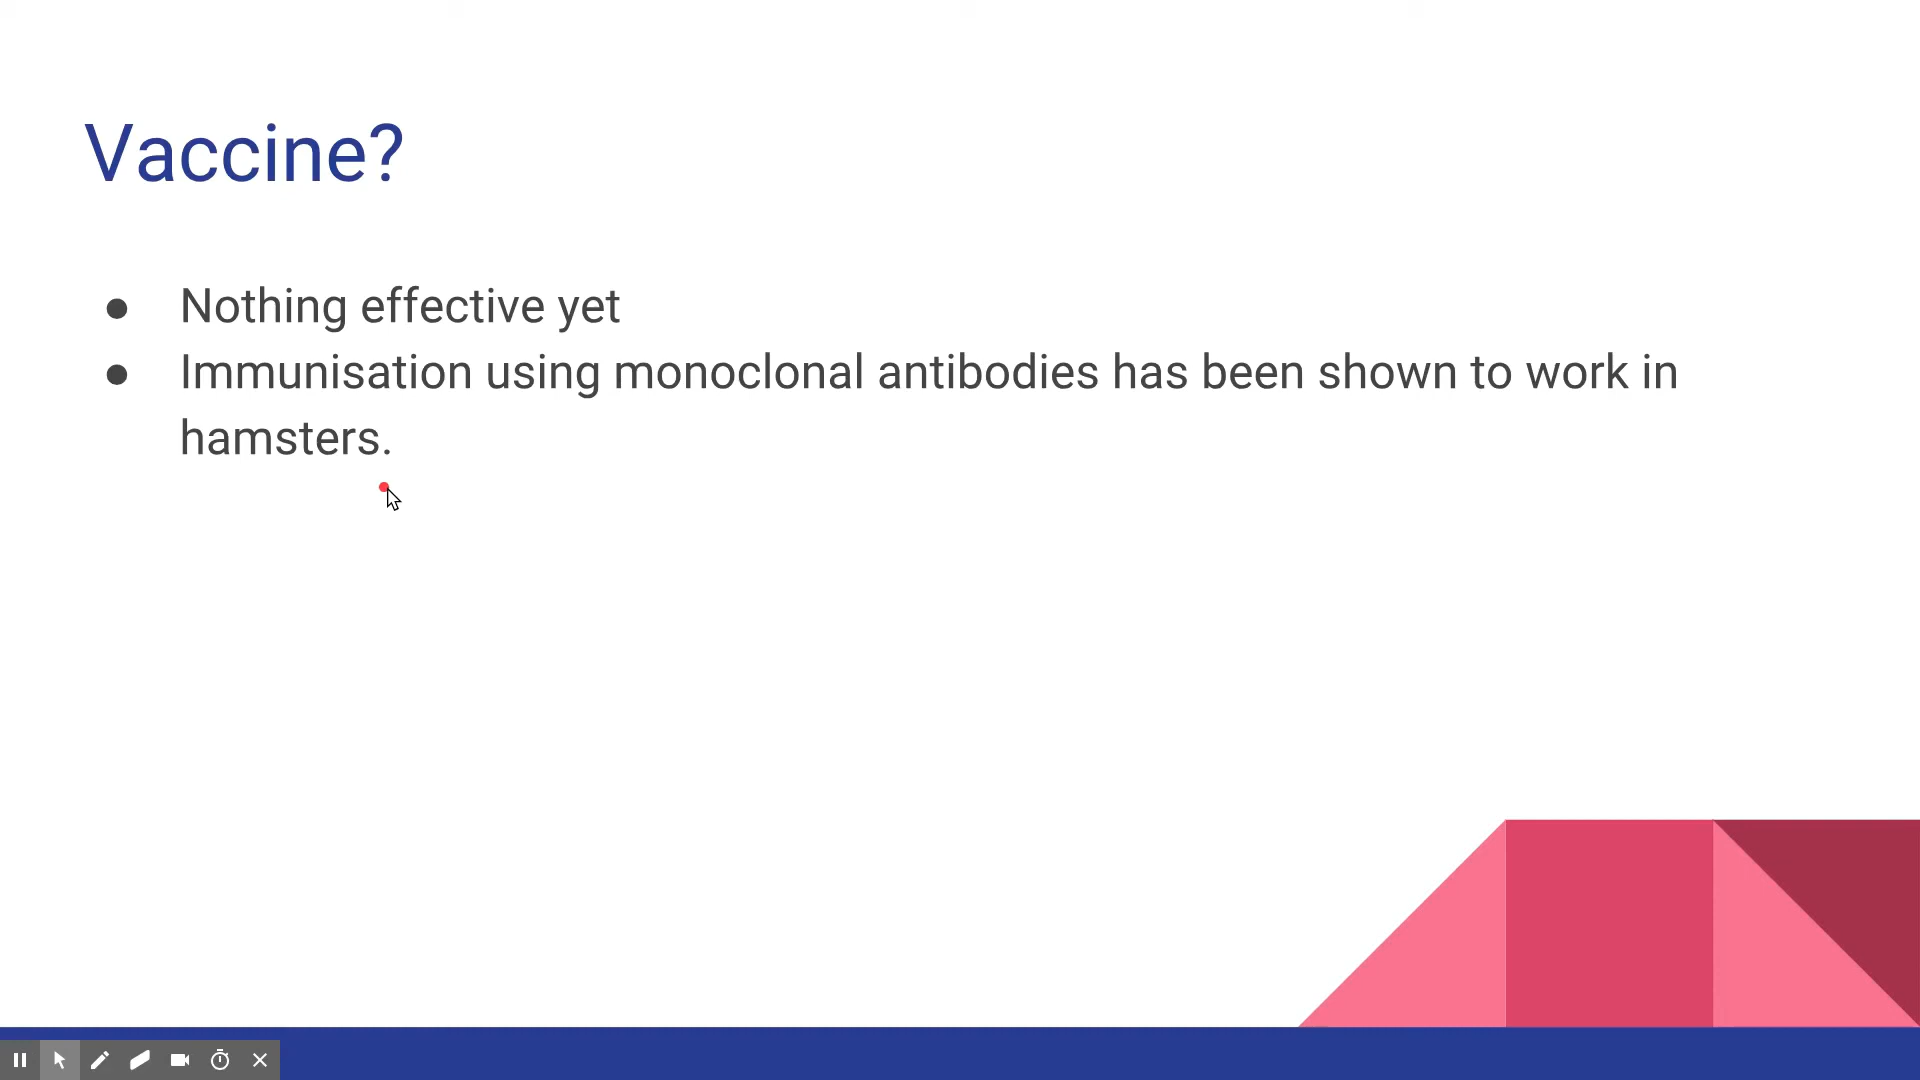 Vaccine?
● Nothing effective yet
● Immunisation using monoclonal antibodies has been shown to work in
hamsters.